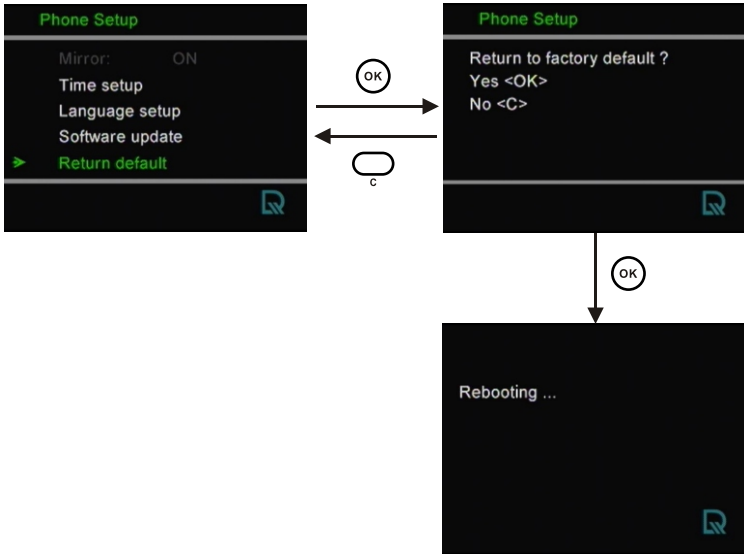 Phone Setup
Mirror: ON
Time setup
Language setup
Software update
Return default
OK
C
Phone Setup
Return to factory default ?
Yes <OK>
No <C>
OK
Rebooting ...